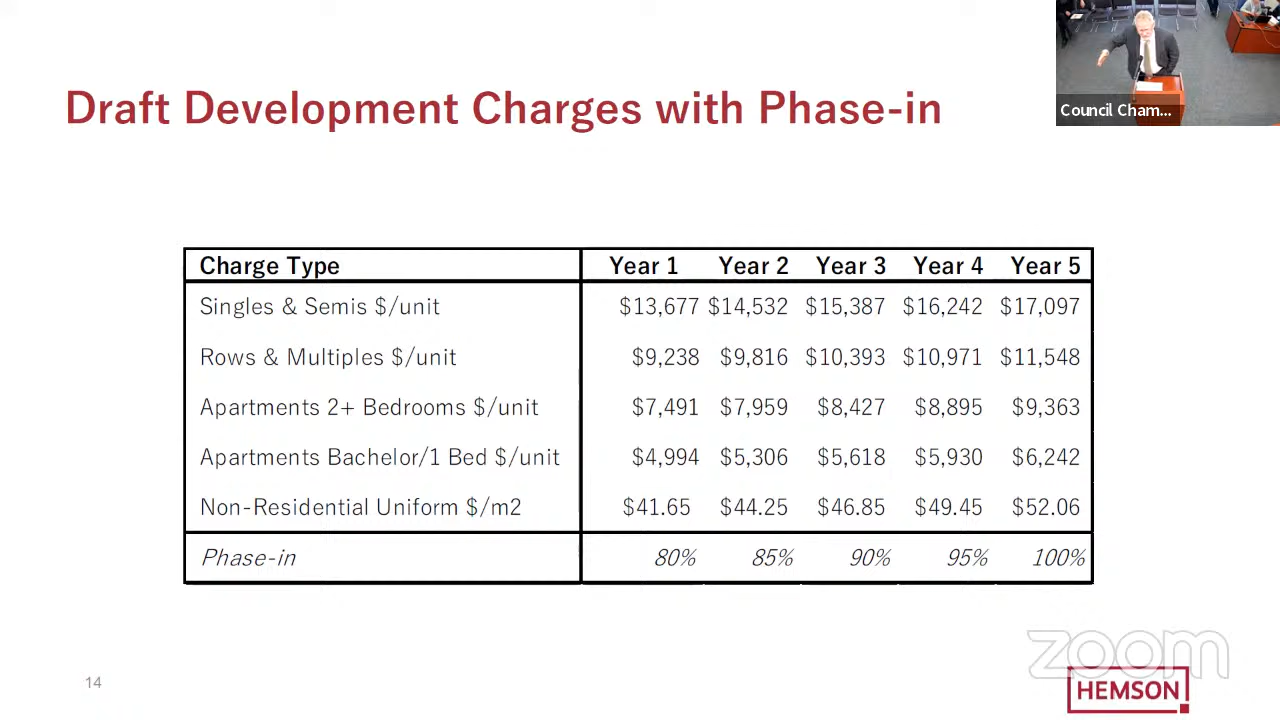 Council Cham...
Draft Development Charges with Phase-in
Charge Type Year 1 Year 2 Year 3 Year 4 Year 5
Singles & Semis $/unit $13,677 $14,532 $15,387 $16,242 $17,097
Rows & Multiples $/unit $9,238 $9,816 $10,393 $10,971 $11,548
Apartments 2+ Bedrooms $/unit $7,491 $7,959 $8,427 $8,895 $9,363
Apartments Bachelor/1 Bed $/unit $4,994 $5,306 $5,618 $5,930 $6,242
Non-Residential Uniform $/m2 $41.65 $44.25 $46.85 $49.45 $52.06
Phase-in 80% 85% 90% 95% 100%
zoom
14
HEMSON